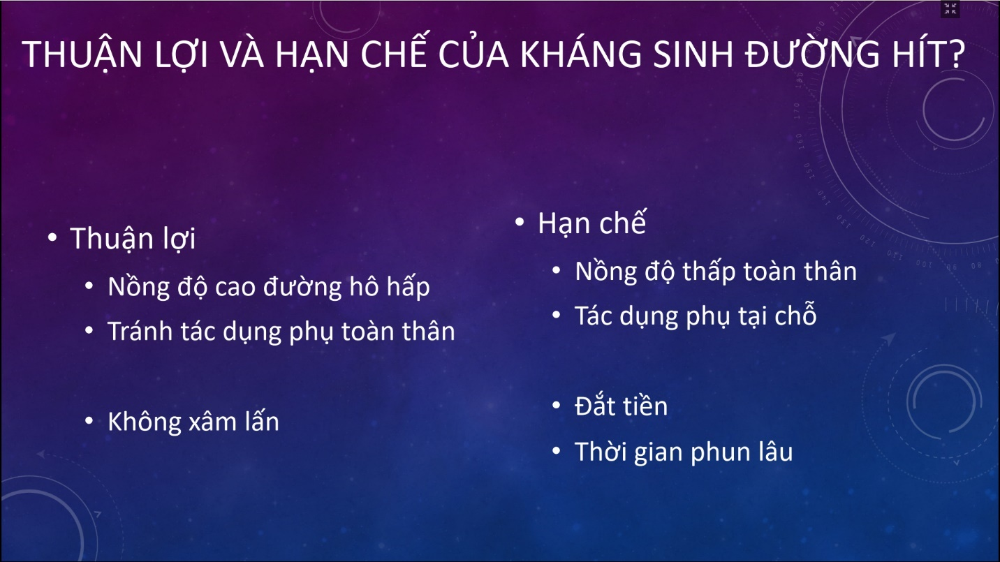 THUẬN LỢI VÀ HẠN CHẾ CỦA KHÁNG SINH ĐƯỜNG HÍT?
• Thuận lợi
• Nồng độ cao đường hô hấp
• Tránh tác dụng phụ toàn thân
• Không xâm lấn
• Hạn chế
• Nồng độ thấp toàn thân
• Tác dụng phụ tại chỗ
• Đắt tiền
• Thời gian phun lâu